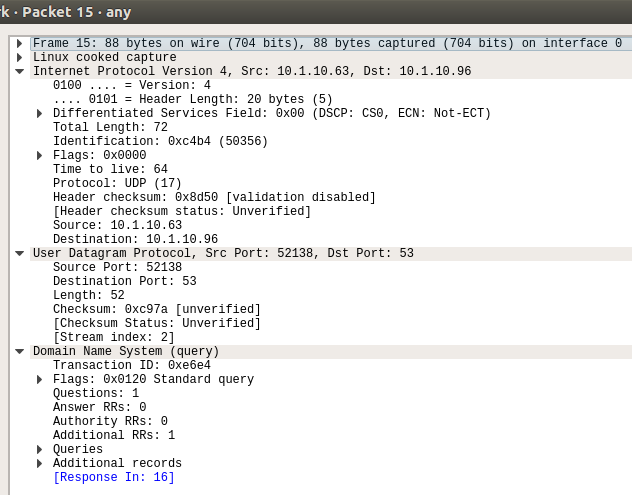 rk · Packet 15 · any
Frame 15: 88 bytes on wire (704 bits), 88 bytes captured (704 bits) on interface 0
Linux cooked capture
Internet Protocol Version 4, Src: 10.1.10.63, Dst: 10.1.10.96
0100 .... = Version: 4
.... 0101 = Header Length: 20 bytes (5)
Differentiated Services Field: 0x00 (DSCP: CS0, ECN: Not-ECT)
Total Length: 72
Identification: 0xc4b4 (50356)
Flags: 0x0000
Time to live: 64
Protocol: UDP (17)
Header checksum: 0x8d50 [validation disabled]
[Header checksum status: Unverified]
Source: 10.1.10.63
Destination: 10.1.10.96
User Datagram Protocol, Src Port: 52138, Dst Port: 53
Source Port: 52138
Destination Port: 53
Length: 52
Checksum: 0xc97a [unverified]
[Checksum Status: Unverified]
[Stream index: 2]
Domain Name System (query)
Transaction ID: 0xe6e4
Flags: 0x0120 Standard query
Questions: 1
Answer RRs: 0
Authority RRs: 0
Additional RRs: 1
Queries
Additional records
[Response In: 16]